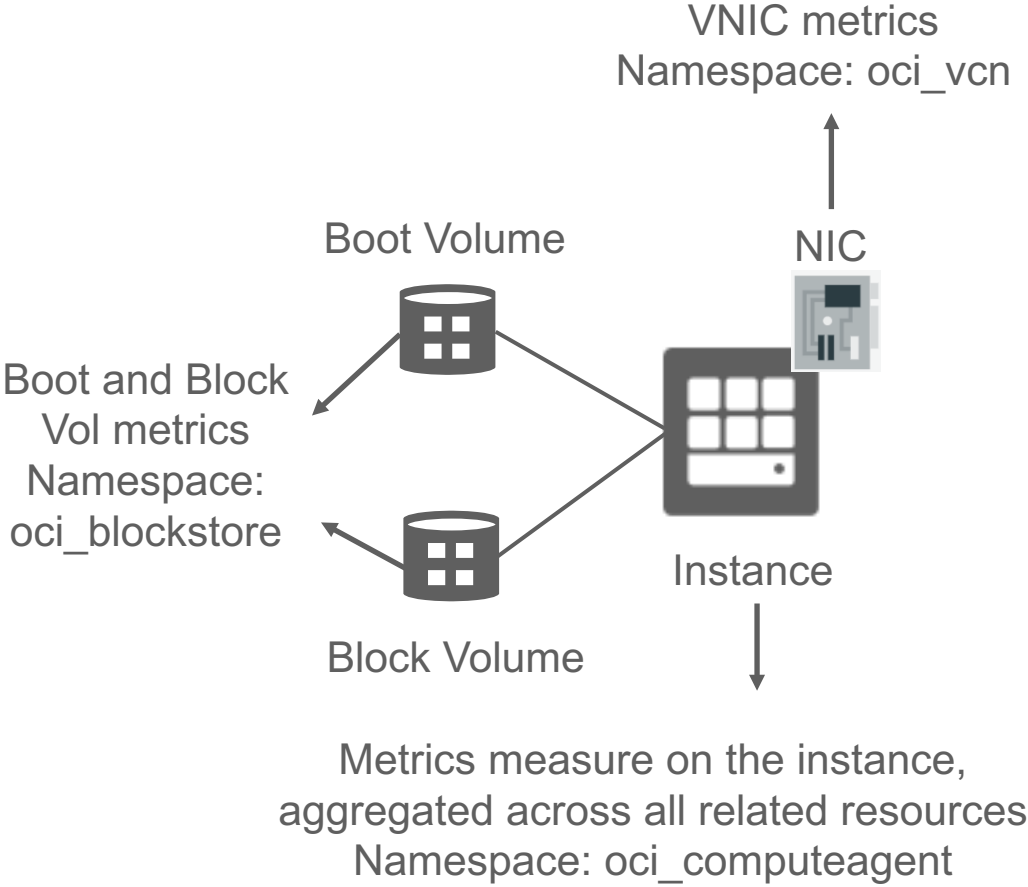 VNIC metrics
Namespace: oci_vcn
Boot Volume
NIC
Boot and Block
Vol metrics
Namespace:
oci_blockstore
Instance
Block Volume
Metrics measure on the instance,
aggregated across all related resources
Namespace: oci_computeagent